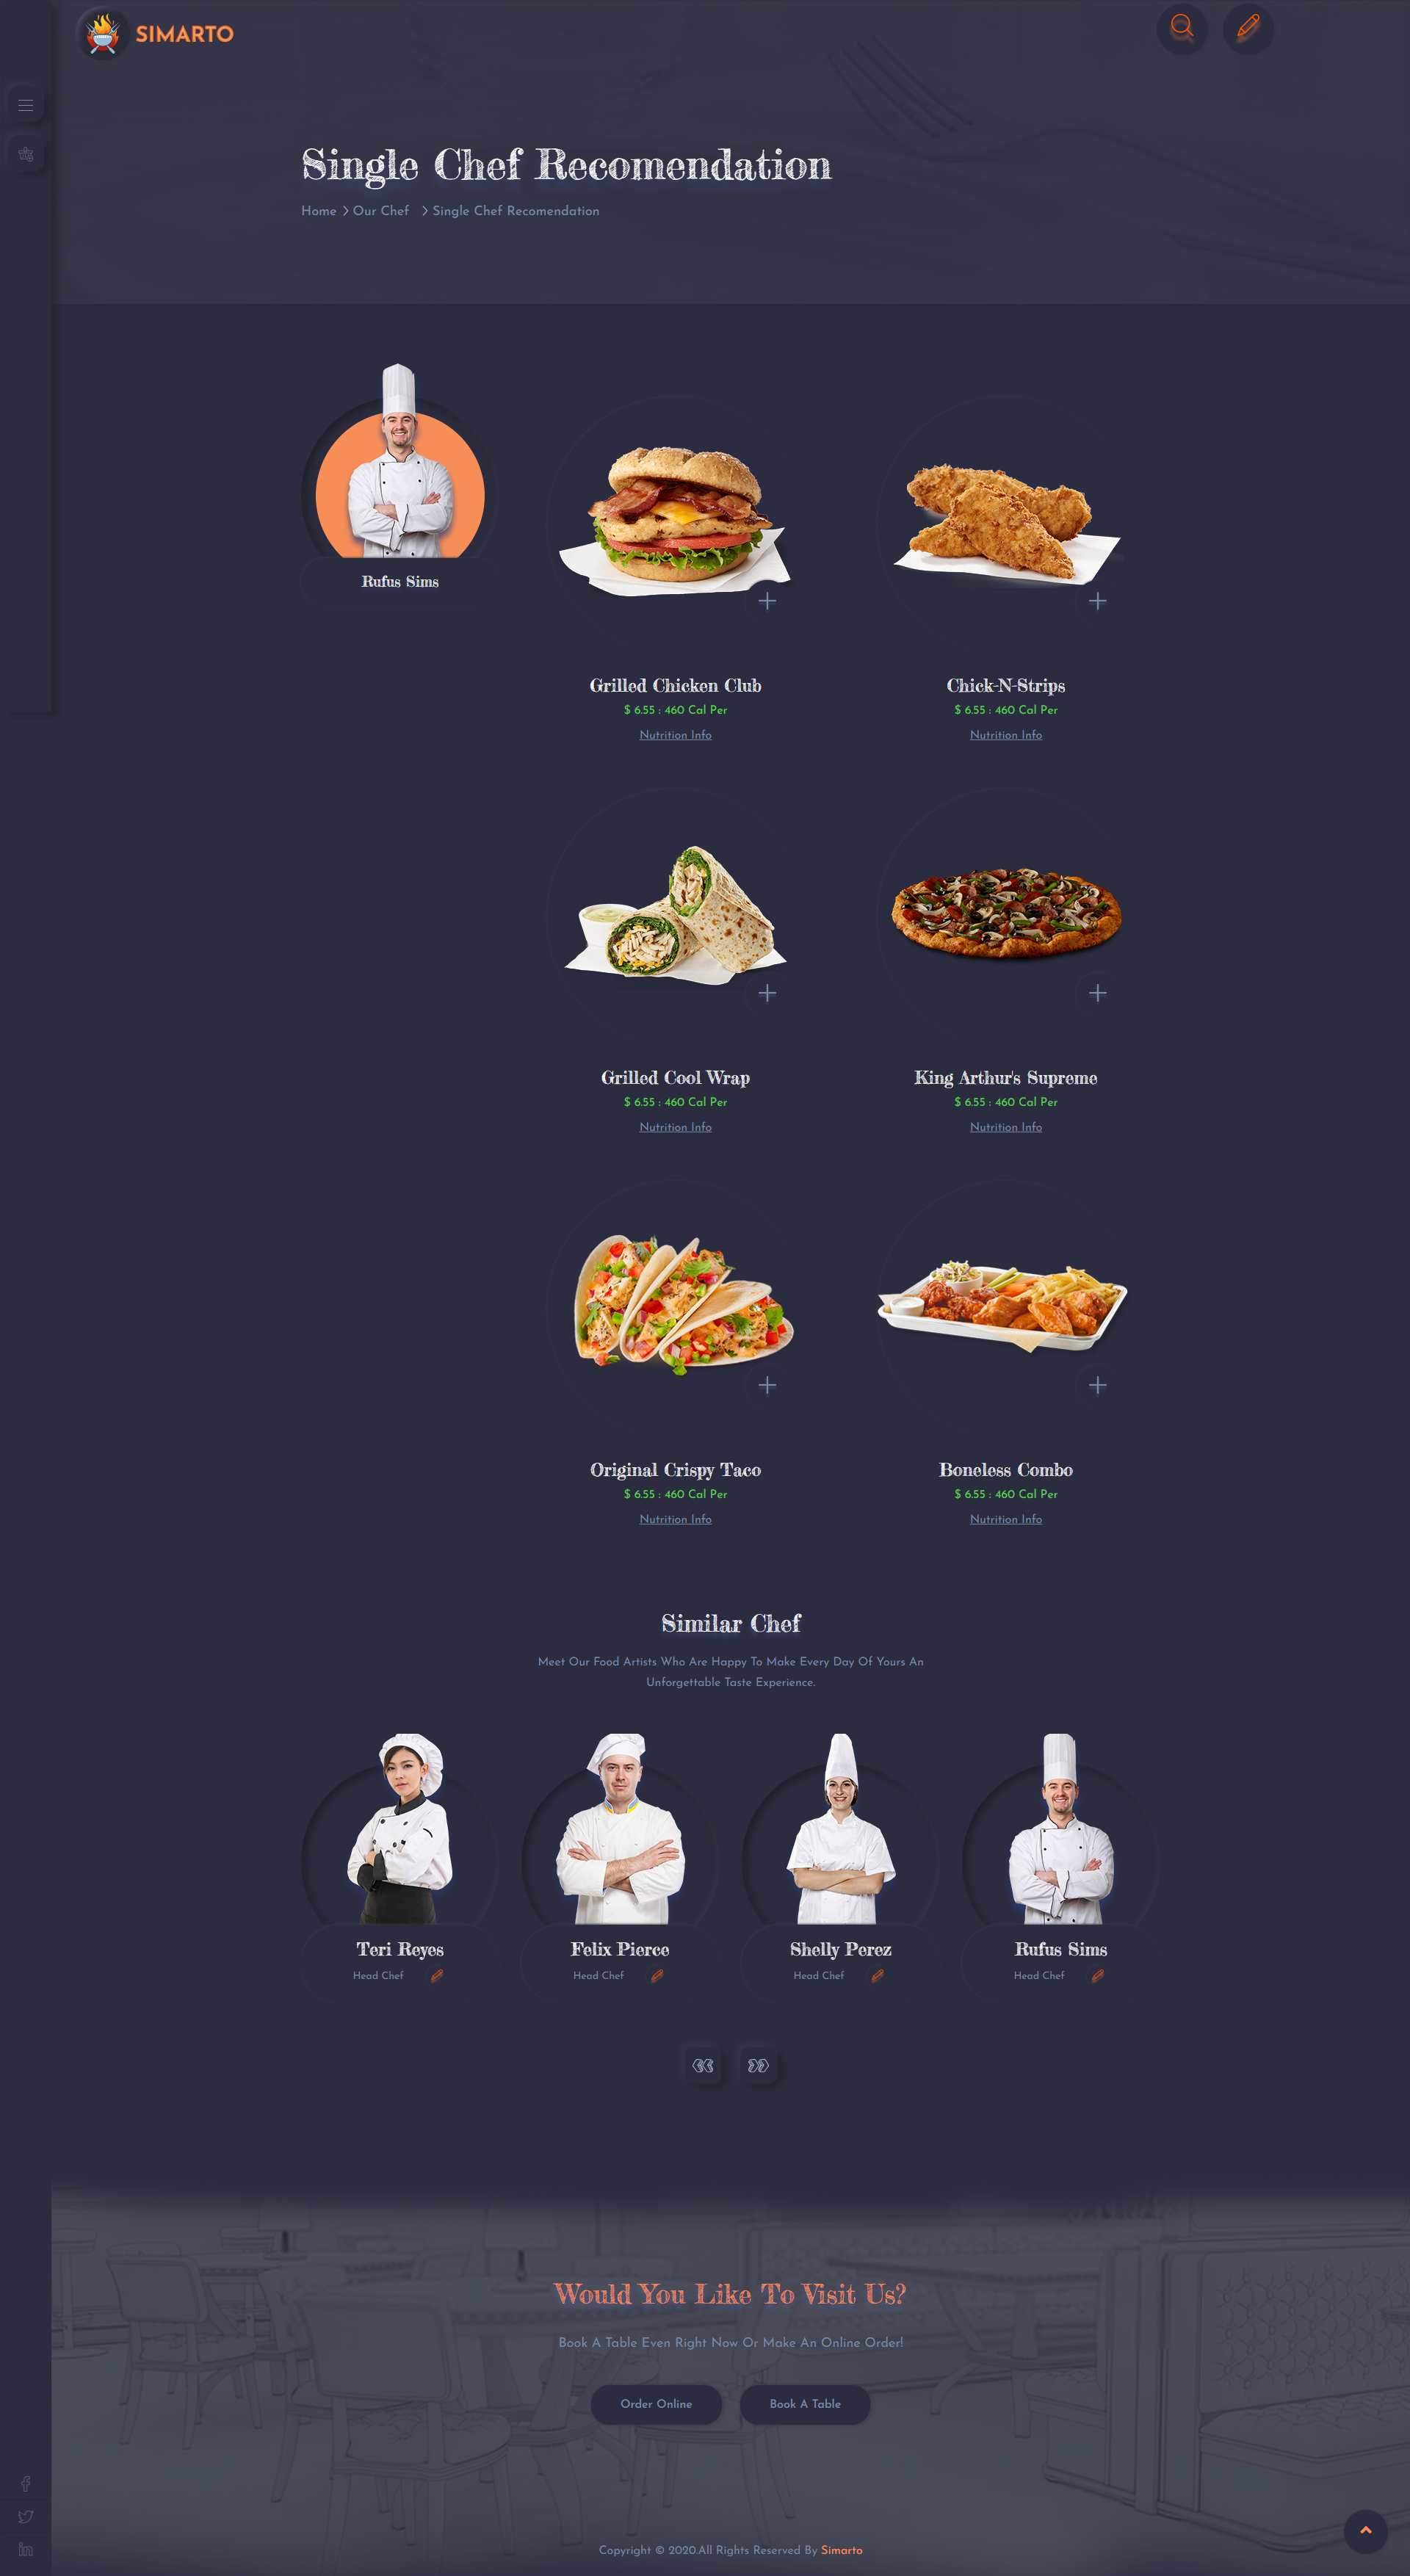 SIMARTO
Single Chef Recomendation
Home > Our Chef > Single Chef Recomendation
Rufus Sims
Grilled Chicken Club
$ 6.55 : 460 Cal Per
Nutrition Info
Chick-N-Strips
$ 6.55 : 460 Cal Per
Nutrition Info
Grilled Cool Wrap
$ 6.55 : 460 Cal Per
Nutrition Info
King Arthur's Supreme
$ 6.55 : 460 Cal Per
Nutrition Info
Original Crispy Taco
$ 6.55 : 460 Cal Per
Nutrition Info
Boneless Combo
$ 6.55 : 460 Cal Per
Nutrition Info
Similar Chef
Meet Our Food Artists Who Are Happy To Make Every Day Of Yours An
Unforgettable Taste Experience.
Teri Reyes
Head Chef
Felix Pierce
Head Chef
Shelly Perez
Head Chef
Rufus Sims
Head Chef
Would You Like To Visit Us?
Book A Table Even Right Now Or Make An Online Order!
Order Online
Book A Table
Copyright © 2020.All Rights Reserved By Simarto